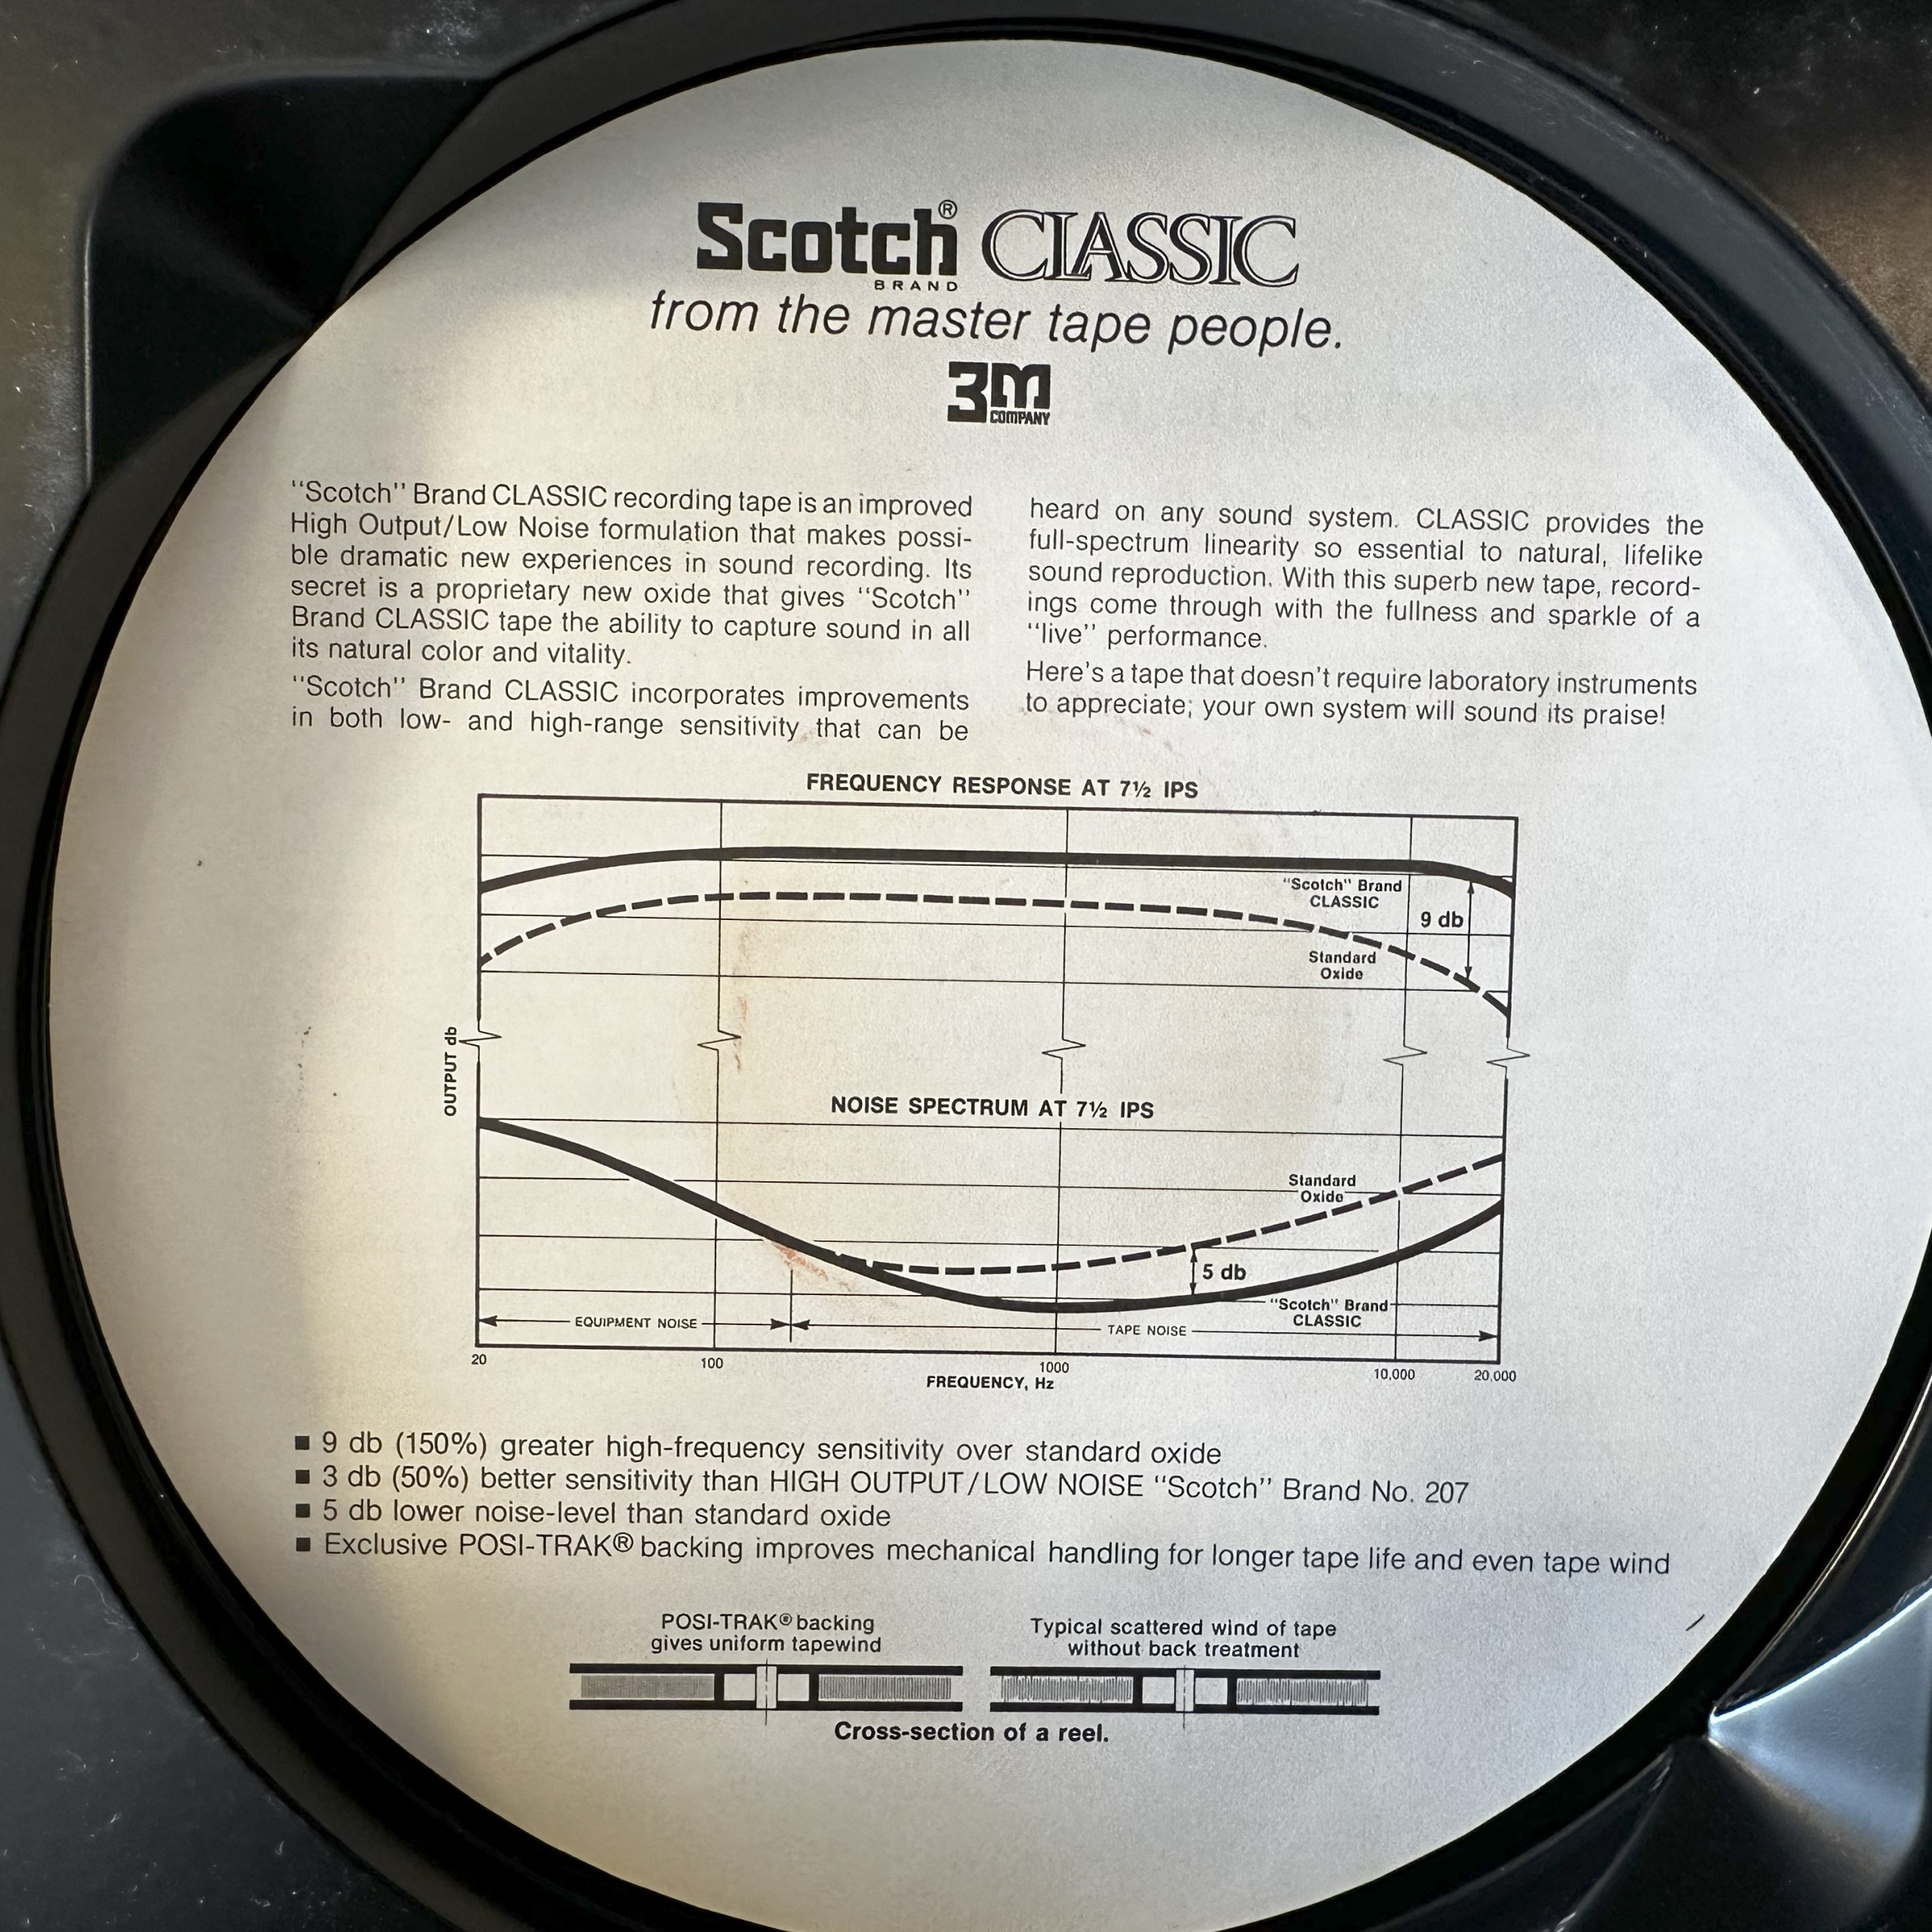 Scotch® CLASSIC
BRAND
from the master tape people.
3M
COMPANY
"Scotch" Brand CLASSIC recording tape is an improved
High Output/Low Noise formulation that makes possi-
ble dramatic new experiences in sound recording. Its
secret is a proprietary new oxide that gives "Scotch"
Brand CLASSIC tape the ability to capture sound in all
its natural color and vitality.
"Scotch" Brand CLASSIC incorporates improvements
in both low- and high-range sensitivity that can be
heard on any sound system. CLASSIC provides the
full-spectrum linearity so essential to natural, lifelike
sound reproduction. With this superb new tape, record-
ings come through with the fullness and sparkle of a
"live" performance.
Here's a tape that doesn't require laboratory instruments
to appreciate; your own system will sound its praise!
FREQUENCY RESPONSE AT 7½ IPS
"Scotch" Brand
CLASSIC
9 db
Standard
Oxide
OUTPUT db
NOISE SPECTRUM AT 7½ IPS
Standard
Oxide
5 db
"Scotch" Brand
CLASSIC
EQUIPMENT NOISE
TAPE NOISE
20
100
1000
10,000
20,000
FREQUENCY, Hz
■ 9 db (150%) greater high-frequency sensitivity over standard oxide
■ 3 db (50%) better sensitivity than HIGH OUTPUT/LOW NOISE "Scotch" Brand No. 207
■ 5 db lower noise-level than standard oxide
■ Exclusive POSI-TRAK® backing improves mechanical handling for longer tape life and even tape wind
POSI-TRAK® backing
gives uniform tapewind
Typical scattered wind of tape
without back treatment
Cross-section of a reel.